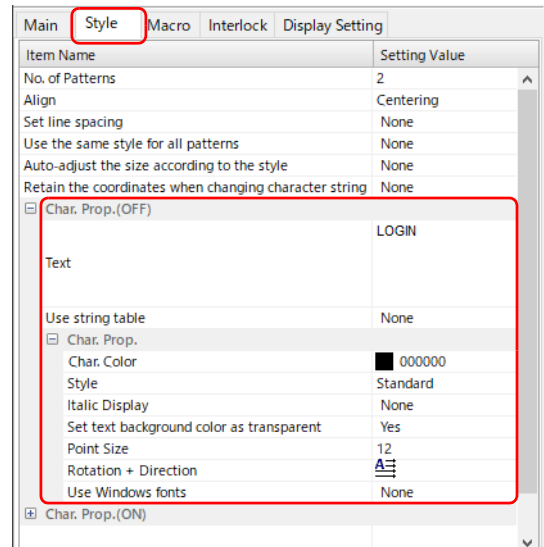 Main Style Macro Interlock Display Setting
Item Name Setting Value
No. of Patterns 2
Align Centering
Set line spacing None
Use the same style for all patterns None
Auto-adjust the size according to the style None
Retain the coordinates when changing character string None
Char. Prop.(OFF)
Text LOGIN
Use string table None
Char. Prop.
Char. Color 000000
Style Standard
Italic Display None
Set text background color as transparent Yes
Point Size 12
Rotation + Direction A
Use Windows fonts None
Char. Prop.(ON)